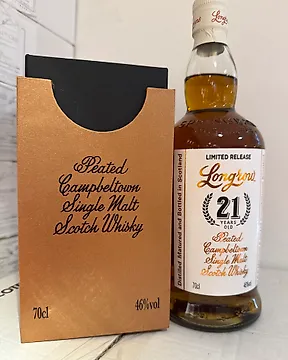 Peated
Campbeltown
Single Malt
Scotch Whisky
70cl
46%vol
Longrow
LIMITED RELEASE
Longrow
21
YEARS
OLD
Peated
Campbeltown
Single Malt
Scotch Whisky
70cl
46%
Distilled, Matured and Bottled in Scotland